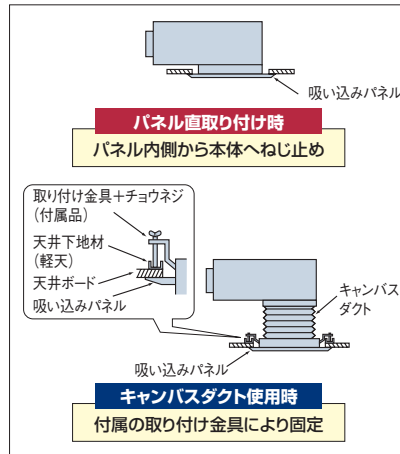 吸い込みパネル
パネル直取り付け時
パネル内側から本体へねじ止め
取り付け金具＋チョウネジ
（付属品）
天井下地材
（軽天）
天井ボード
吸い込みパネル
キャンバス
ダクト
吸い込みパネル
キャンバスダクト使用時
付属の取り付け金具により固定